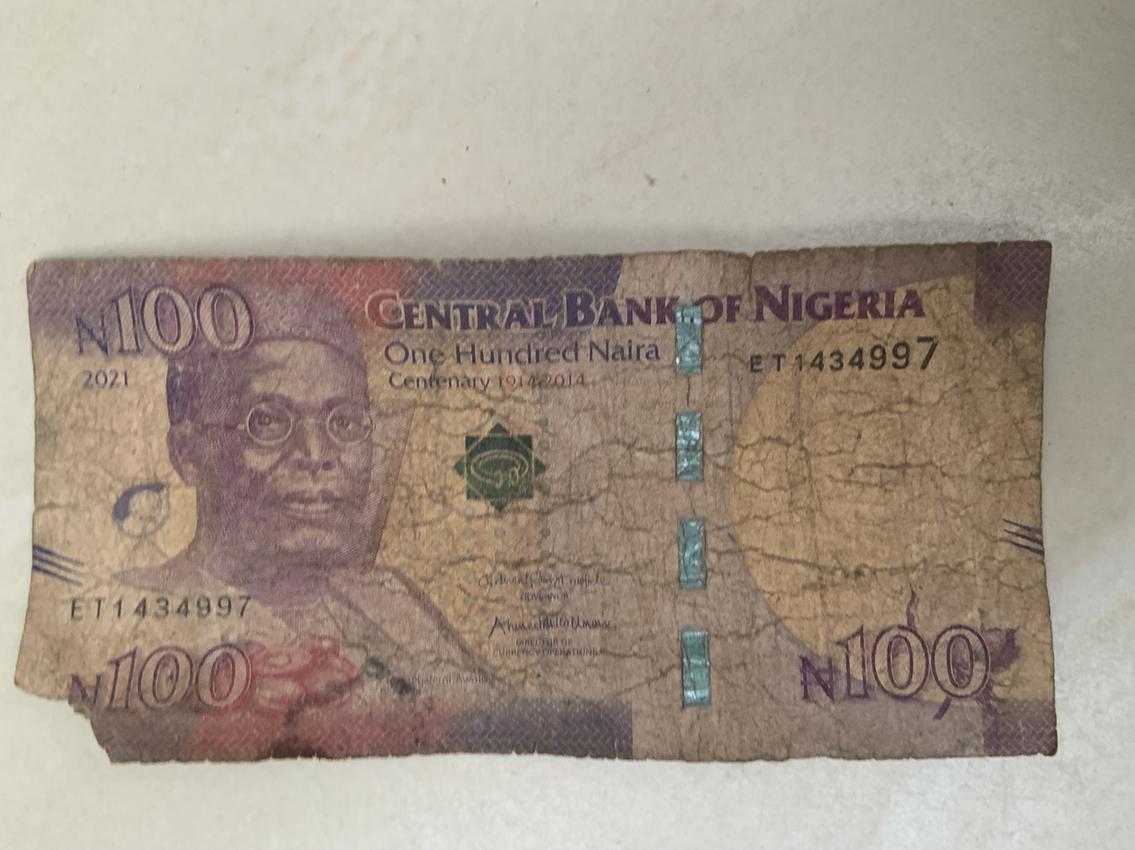 ₦100
CENTRAL BANK OF NIGERIA
One Hundred Naira
Centenary 1914-2014
2021
ET1434997
GOVERNOR
DIRECTOR OF
CURRENCY OPERATIONS
ET1434997
₦100
₦100